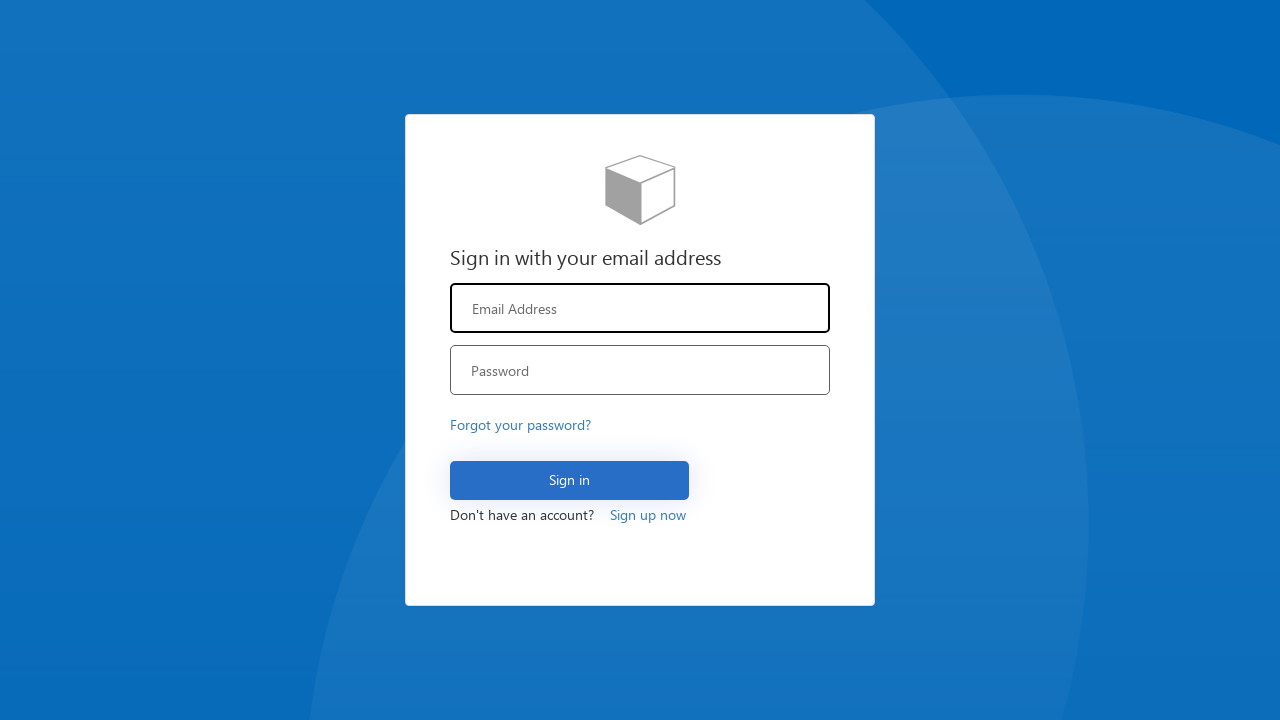 Sign in with your email address
Email Address
Password
Forgot your password?
Sign in
Don't have an account? Sign up now